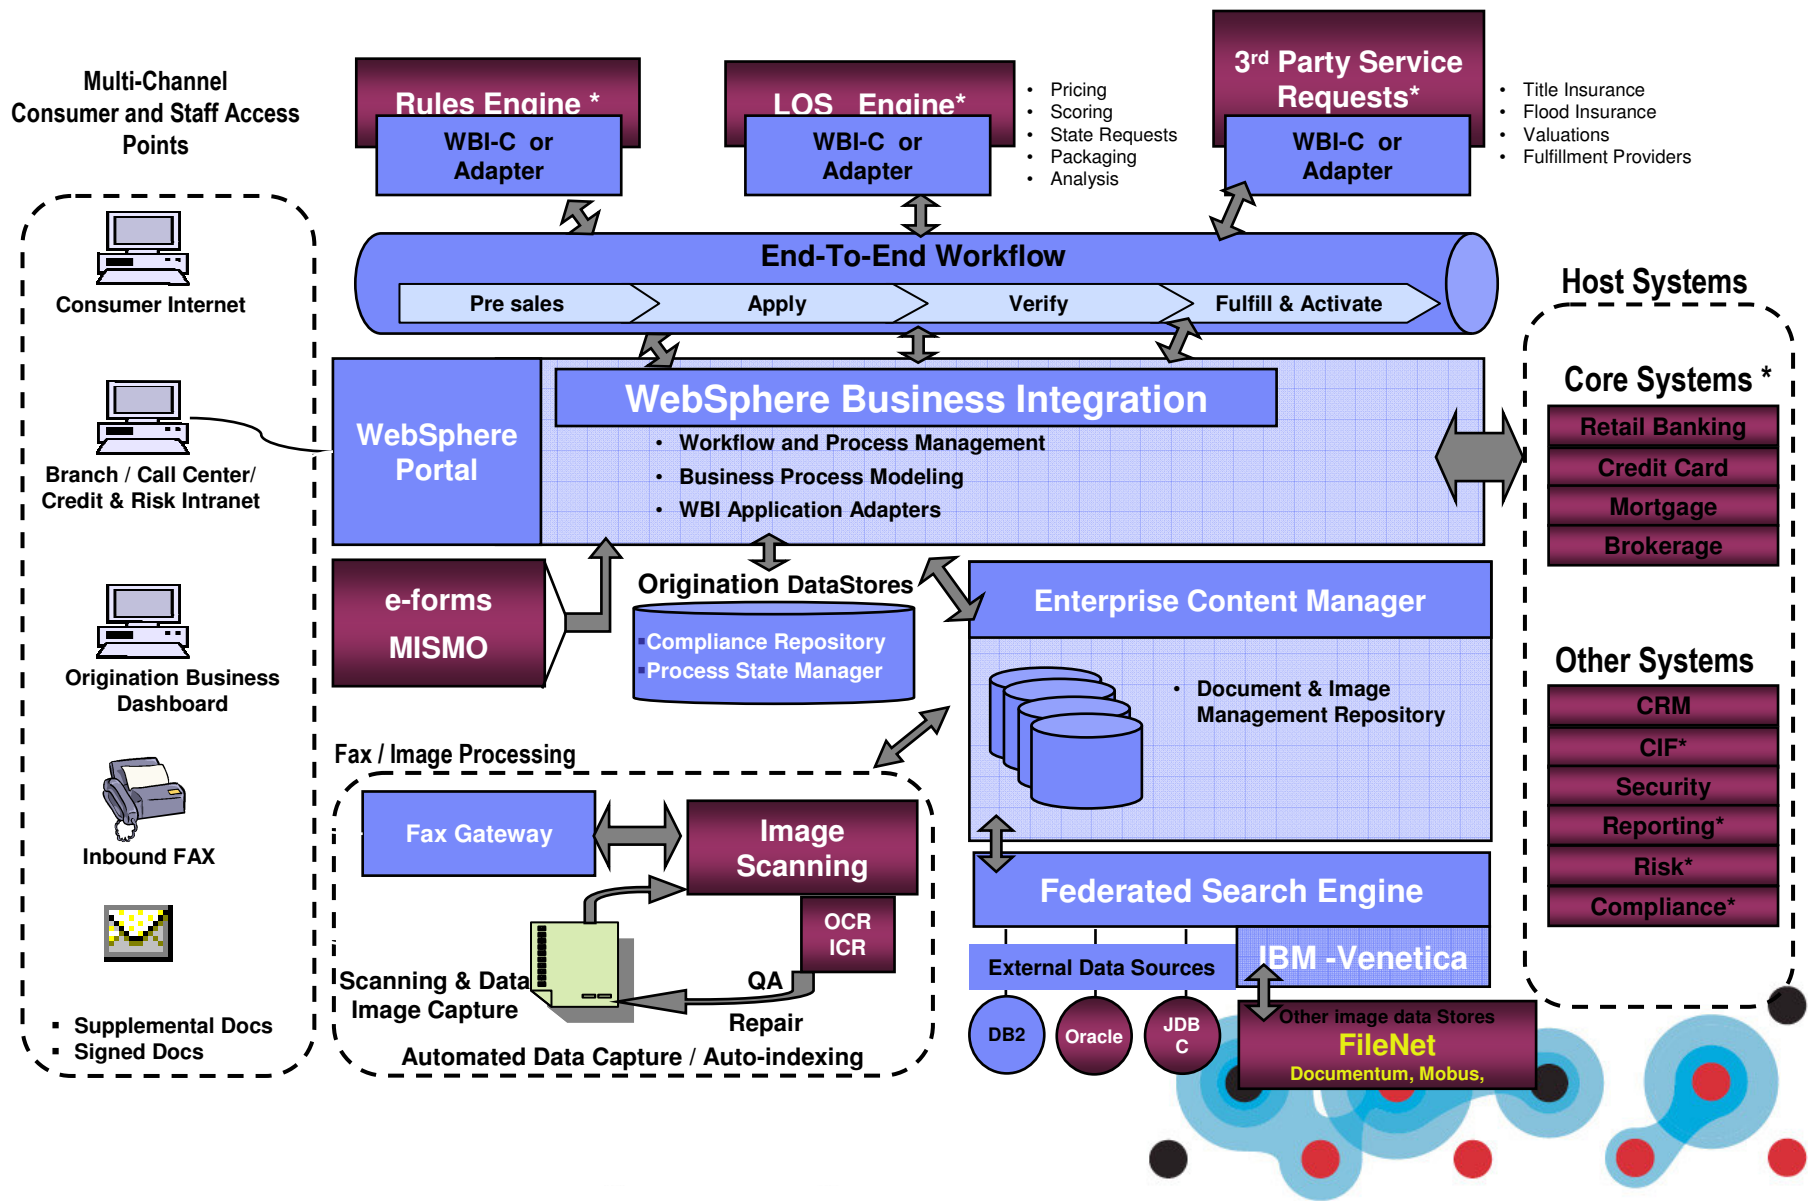 Multi-Channel
Consumer and Staff Access
Points
Consumer Internet
Branch / Call Center/
Credit & Risk Intranet
Origination Business
Dashboard
Inbound FAX
▪ Supplemental Docs
▪ Signed Docs
Rules Engine *
WBI-C or
Adapter
LOS Engine*
WBI-C or
Adapter
• Pricing
• Scoring
• State Requests
• Packaging
• Analysis
3rd Party Service
Requests*
WBI-C or
Adapter
• Title Insurance
• Flood Insurance
• Valuations
• Fulfillment Providers
End-To-End Workflow
Pre sales
Apply
Verify
Fulfill & Activate
WebSphere
Portal
WebSphere Business Integration
• Workflow and Process Management
• Business Process Modeling
• WBI Application Adapters
e-forms
MISMO
Origination DataStores
▪Compliance Repository
▪Process State Manager
Enterprise Content Manager
• Document & Image
Management Repository
Fax / Image Processing
Fax Gateway
Image
Scanning
OCR
ICR
Scanning & Data
Image Capture
QA
Repair
Automated Data Capture / Auto-indexing
Federated Search Engine
External Data Sources
IBM -Venetica
DB2
Oracle
JDB
C
Other image data Stores
FileNet
Documentum, Mobus,
Host Systems
Core Systems *
Retail Banking
Credit Card
Mortgage
Brokerage
Other Systems
CRM
CIF*
Security
Reporting*
Risk*
Compliance*